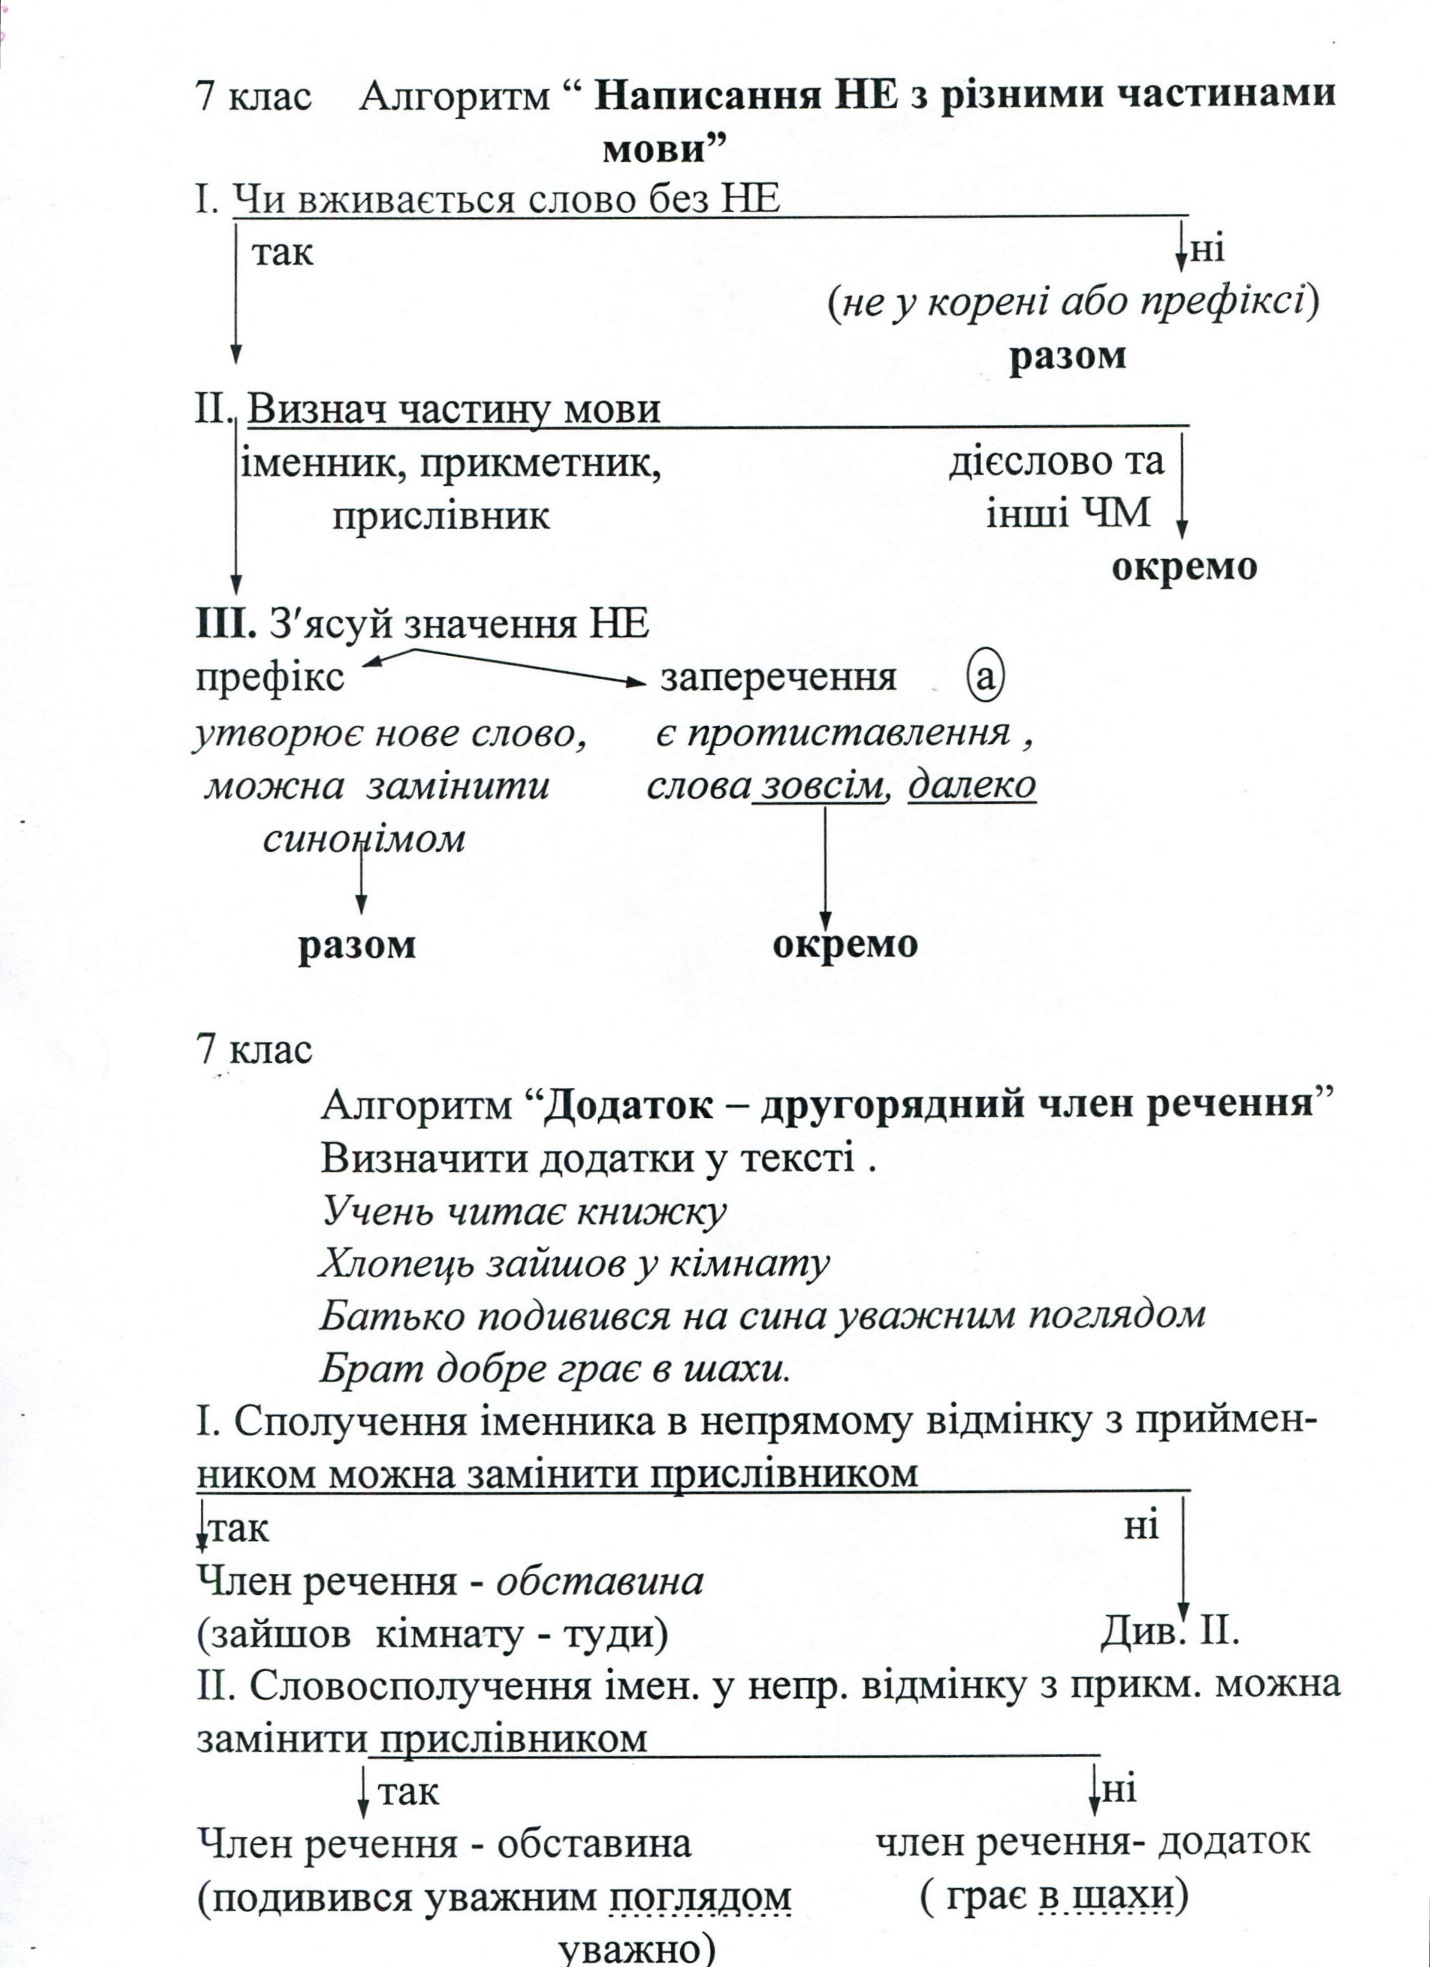 7 клас Алгоритм “ Написання НЕ з різними частинами
мови”
І. Чи вживається слово без НЕ
так ні
(не у корені або префіксі)
разом
ІІ. Визнач частину мови
іменник, прикметник, дієслово та
прислівник інші ЧМ
окремо
ІІІ. З'ясуй значення НЕ
префікс заперечення а
утворює нове слово, є протиставлення ,
можна замінити слова зовсім, далеко
синонімом
разом окремо
7 клас
Алгоритм “Додаток – другорядний член речення”
Визначити додатки у тексті .
Учень читає книжку
Хлопець зайшов у кімнату
Батько подивився на сина уважним поглядом
Брат добре грає в шахи.
І. Сполучення іменника в непрямому відмінку з приймен-
ником можна замінити прислівником
так ні
Член речення - обставина
(зайшов кімнату - туди) Див. ІІ.
ІІ. Словосполучення імен. у непр. відмінку з прикм. можна
замінити прислівником
так ні
Член речення - обставина член речення- додаток
(подивився уважним поглядом ( грає в шахи)
уважно)